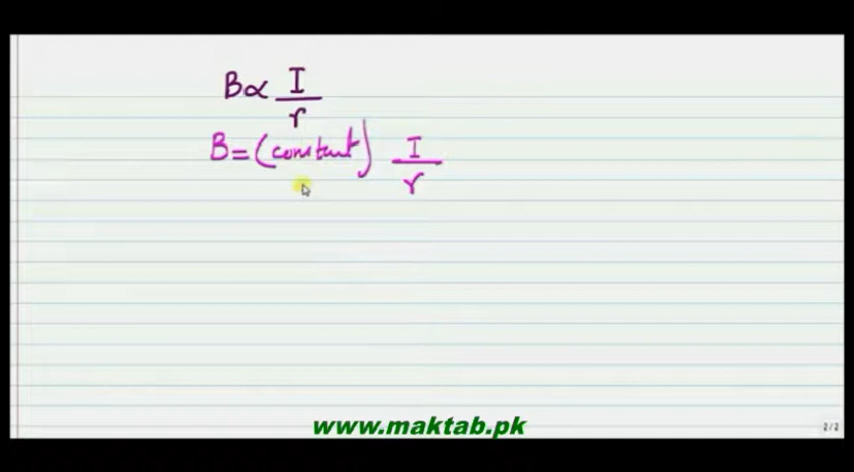 B ∝ I/r
B = (constant) I/r
www.maktab.pk
2/2